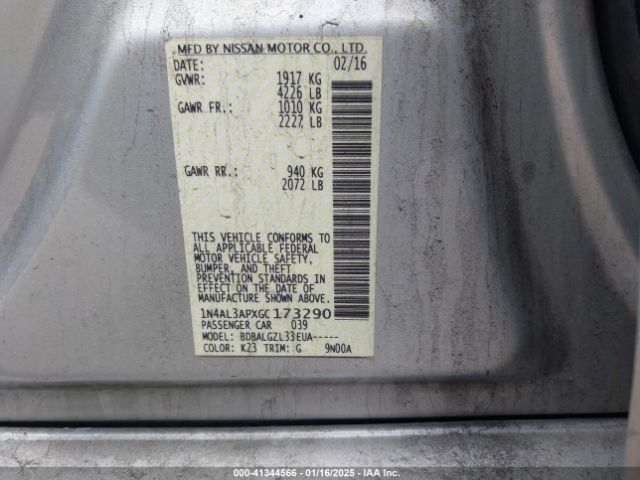 MFD BY NISSAN MOTOR CO., LTD.
DATE: 02/16
GVWR: 1917 KG
4226 LB
GAWR FR.: 1010 KG
2227 LB
GAWR RR.: 940 KG
2072 LB
THIS VEHICLE CONFORMS TO
ALL APPLICABLE FEDERAL
MOTOR VEHICLE SAFETY,
BUMPER, AND THEFT
PREVENTION STANDARDS IN
EFFECT ON THE DATE OF
MANUFACTURE SHOWN ABOVE.
1N4AL3APXGC173290
PASSENGER CAR 039
MODEL: BDBALGZL33EUA-----
COLOR: K23 TRIM: G 9N00A
000-41344566 - 01/16/2025 - IAA Inc.